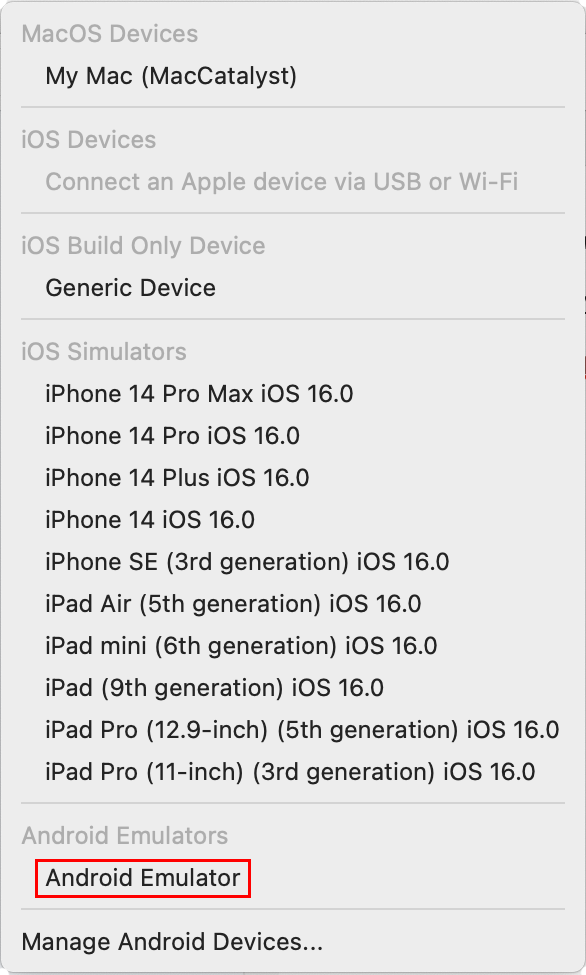 MacOS Devices
My Mac (MacCatalyst)
iOS Devices
Connect an Apple device via USB or Wi-Fi
iOS Build Only Device
Generic Device
iOS Simulators
iPhone 14 Pro Max iOS 16.0
iPhone 14 Pro iOS 16.0
iPhone 14 Plus iOS 16.0
iPhone 14 iOS 16.0
iPhone SE (3rd generation) iOS 16.0
iPad Air (5th generation) iOS 16.0
iPad mini (6th generation) iOS 16.0
iPad (9th generation) iOS 16.0
iPad Pro (12.9-inch) (5th generation) iOS 16.0
iPad Pro (11-inch) (3rd generation) iOS 16.0
Android Emulators
Android Emulator
Manage Android Devices...